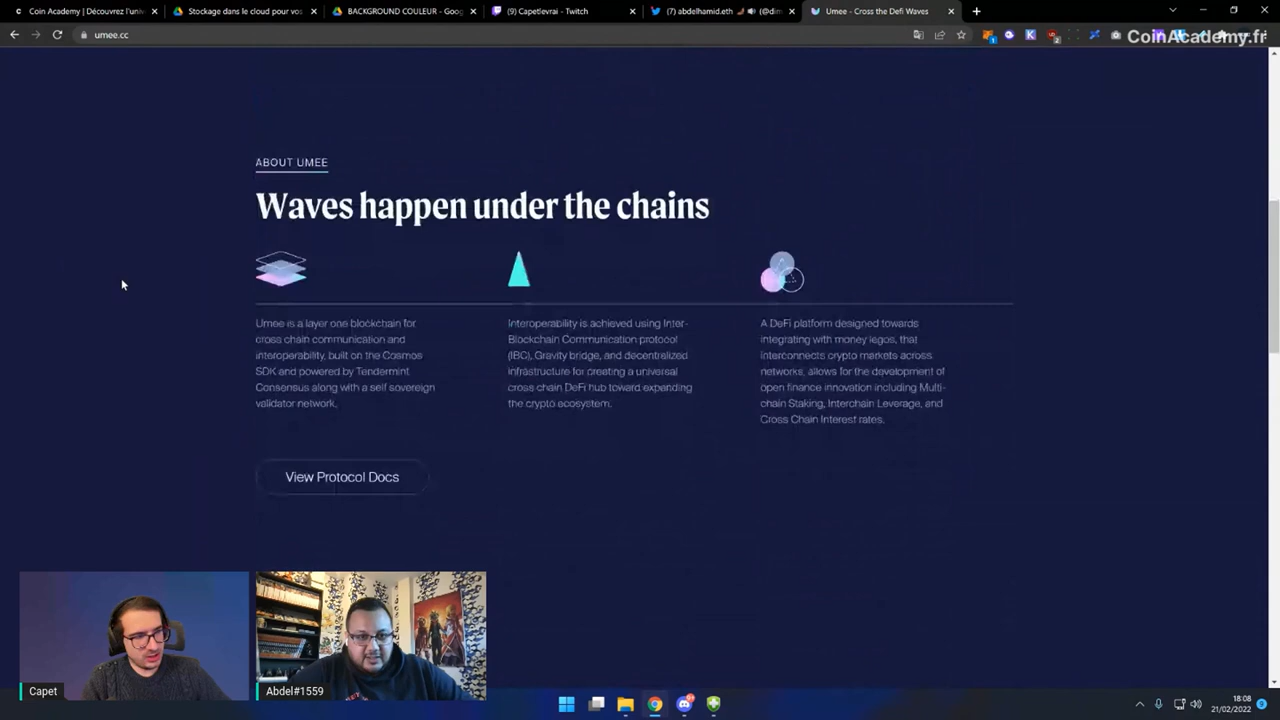 Coin Academy | Découvrez l'univ
Stockage dans le cloud pour vos
BACKGROUND COULEUR - Goog
(9) Capetlevrai - Twitch
(7) abdelhamid.eth
Umee - Cross the Defi Waves
umee.cc
CoinAcademy.fr
ABOUT UMEE
Waves happen under the chains
Umee is a layer one blockchain for
cross chain communication and
interoperability, built on the Cosmos
SDK and powered by Tendermint
Consensus along with a self sovereign
validator network.
Interoperability is achieved using Inter-
Blockchain Communication protocol
(IBC), Gravity bridge, and decentralized
infrastructure for creating a universal
cross chain DeFi hub toward expanding
the crypto ecosystem.
A DeFi platform designed towards
integrating with money legos, that
interconnects crypto markets across
networks, allows for the development of
open finance innovation including Multi-
chain Staking, Interchain Leverage, and
Cross Chain Interest rates.
View Protocol Docs
Capet
Abdel#1559
18:08
21/02/2022